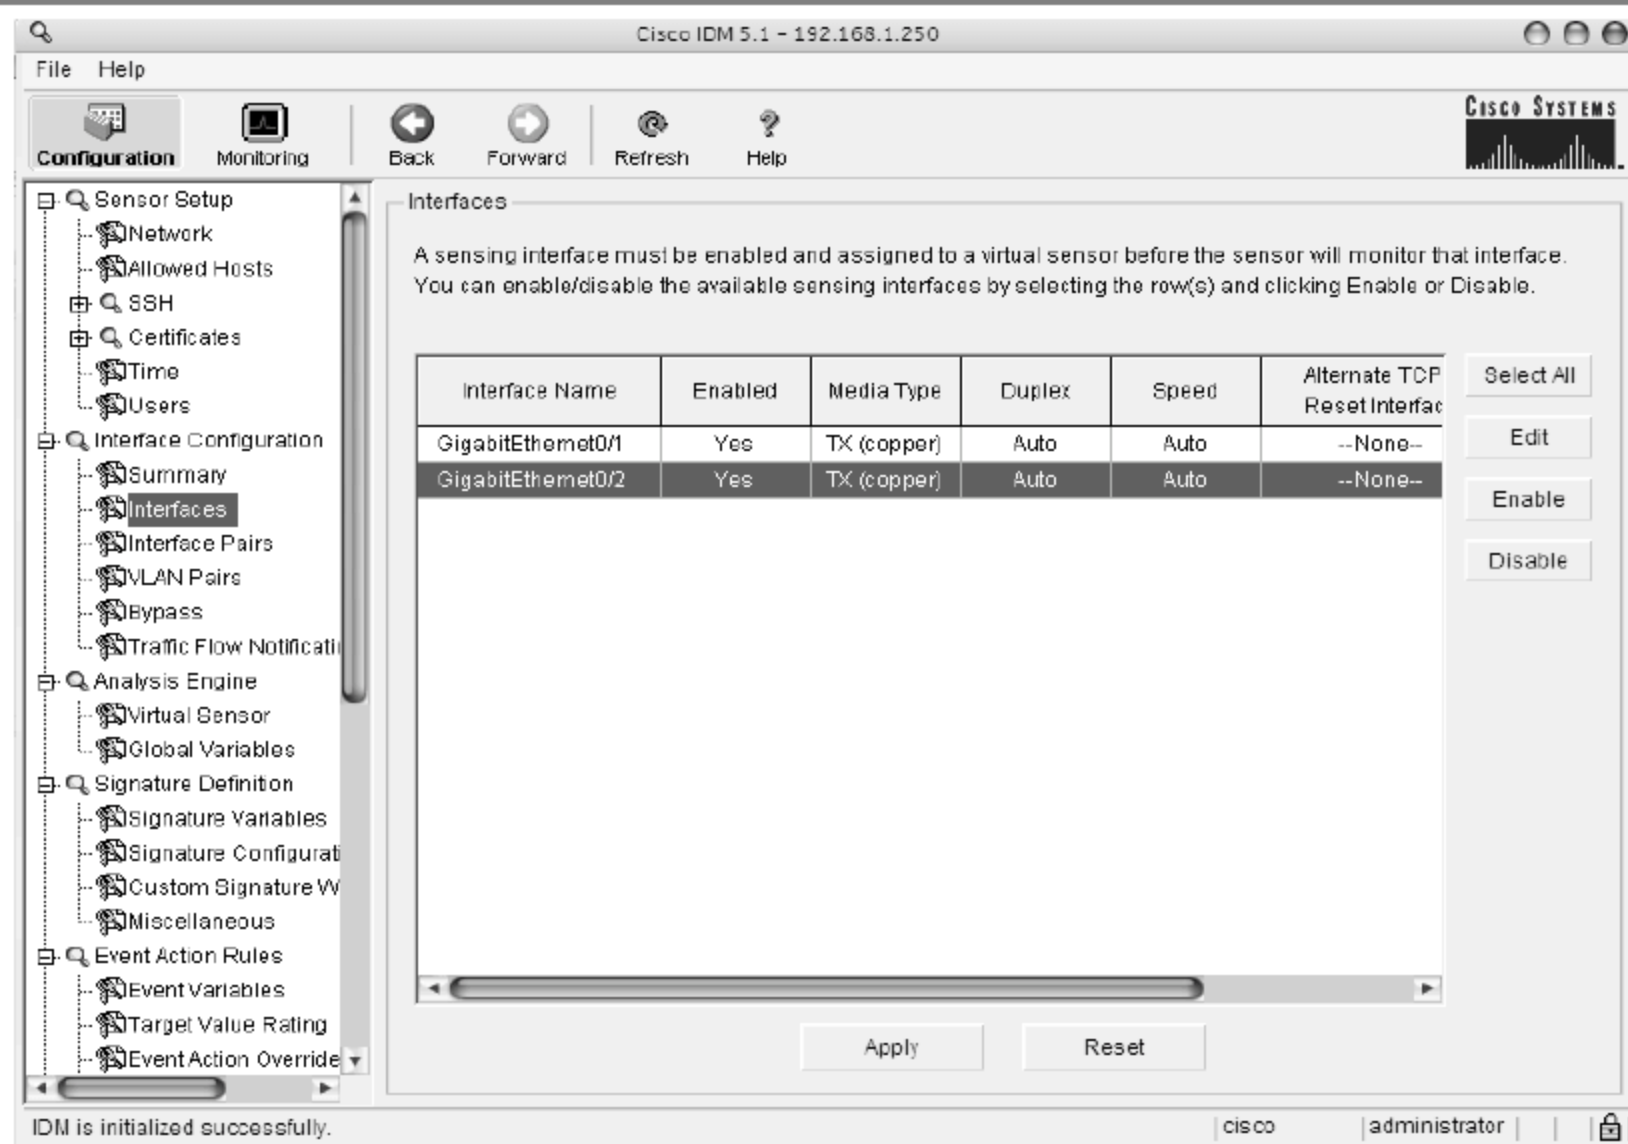 Cisco IDM 5.1 - 192.168.1.250
File Help
Configuration Monitoring Back Forward Refresh Help
CISCO SYSTEMS
Sensor Setup
Network
Allowed Hosts
SSH
Certificates
Time
Users
Interface Configuration
Summary
Interfaces
Interface Pairs
VLAN Pairs
Bypass
Traffic Flow Notificati
Analysis Engine
Virtual Sensor
Global Variables
Signature Definition
Signature Variables
Signature Configurati
Custom Signature W
Miscellaneous
Event Action Rules
Event Variables
Target Value Rating
Event Action Override
Interfaces
A sensing interface must be enabled and assigned to a virtual sensor before the sensor will monitor that interface.
You can enable/disable the available sensing interfaces by selecting the row(s) and clicking Enable or Disable.
Interface Name Enabled Media Type Duplex Speed Alternate TCP
Reset Interfac
GigabitEthernet0/1 Yes TX (copper) Auto Auto --None--
GigabitEthernet0/2 Yes TX (copper) Auto Auto --None--
Select All
Edit
Enable
Disable
Apply Reset
IDM is initialized successfully. cisco administrator